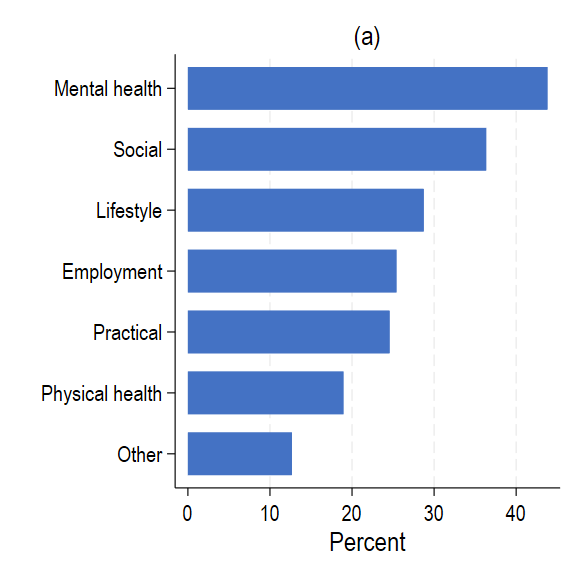 (a)
Mental health
Social
Lifestyle
Employment
Practical
Physical health
Other
0 10 20 30 40
Percent